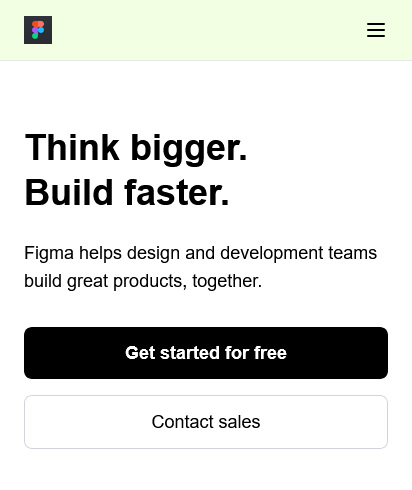 Think bigger.
Build faster.
Figma helps design and development teams
build great products, together.
Get started for free
Contact sales